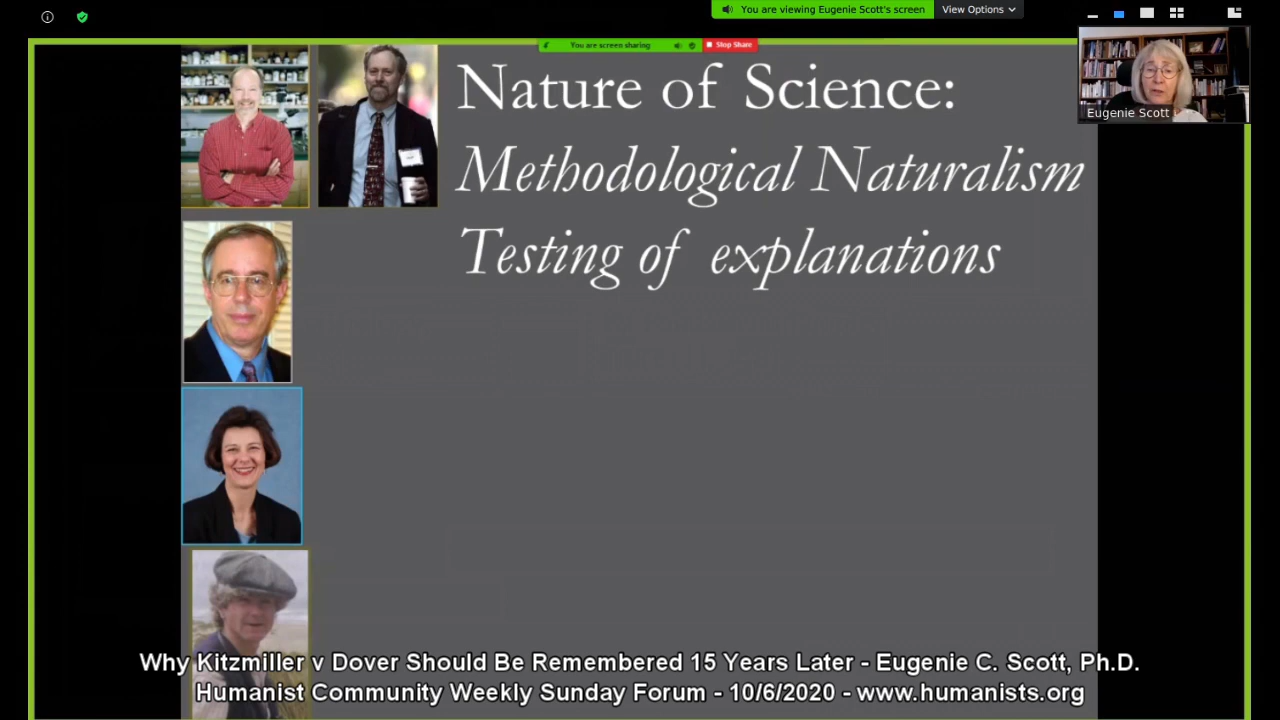 You are viewing Eugenie Scott's screen
View Options
You are screen sharing
Stop Share
Eugenie Scott
Nature of Science:
Methodological Naturalism
Testing of explanations
Why Kitzmiller v Dover Should Be Remembered 15 Years Later - Eugenie C. Scott, Ph.D.
Humanist Community Weekly Sunday Forum - 10/6/2020 - www.humanists.org